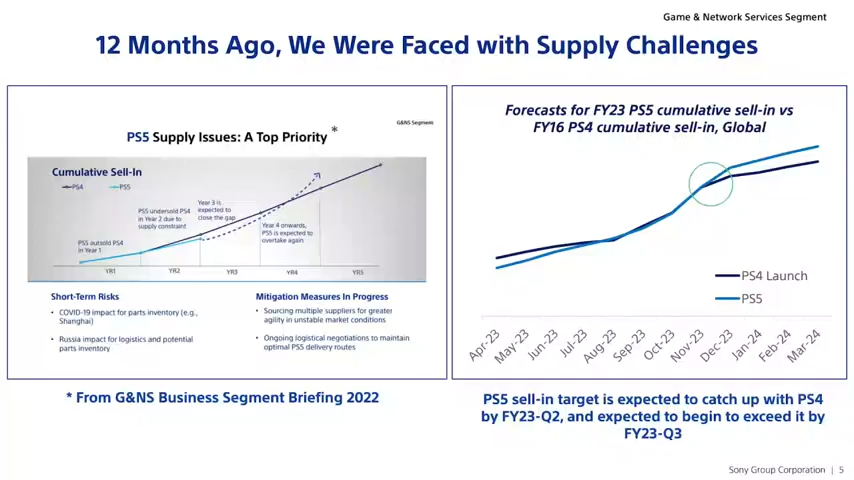 Game & Network Services Segment
12 Months Ago, We Were Faced with Supply Challenges
G&NS Segment
PS5 Supply Issues: A Top Priority *
Cumulative Sell-In
PS4
PS5
PS5 outsold PS4
in Year 1
PS5 undersold PS4
in Year 2 due to
supply constraint
Year 3 is
expected to
close the gap
Year 4 onwards,
PS5 is expected to
overtake again
YR1
YR2
YR3
YR4
YR5
Short-Term Risks
• COVID-19 impact for parts inventory (e.g.,
Shanghai)
• Russia impact for logistics and potential
parts inventory
Mitigation Measures In Progress
• Sourcing multiple suppliers for greater
agility in unstable market conditions
• Ongoing logistical negotiations to maintain
optimal PS5 delivery routes
* From G&NS Business Segment Briefing 2022
Forecasts for FY23 PS5 cumulative sell-in vs
FY16 PS4 cumulative sell-in, Global
PS4 Launch
PS5
Apr-23
May-23
Jun-23
Jul-23
Aug-23
Sep-23
Oct-23
Nov-23
Dec-23
Jan-24
Feb-24
Mar-24
PS5 sell-in target is expected to catch up with PS4
by FY23-Q2, and expected to begin to exceed it by
FY23-Q3
Sony Group Corporation | 5